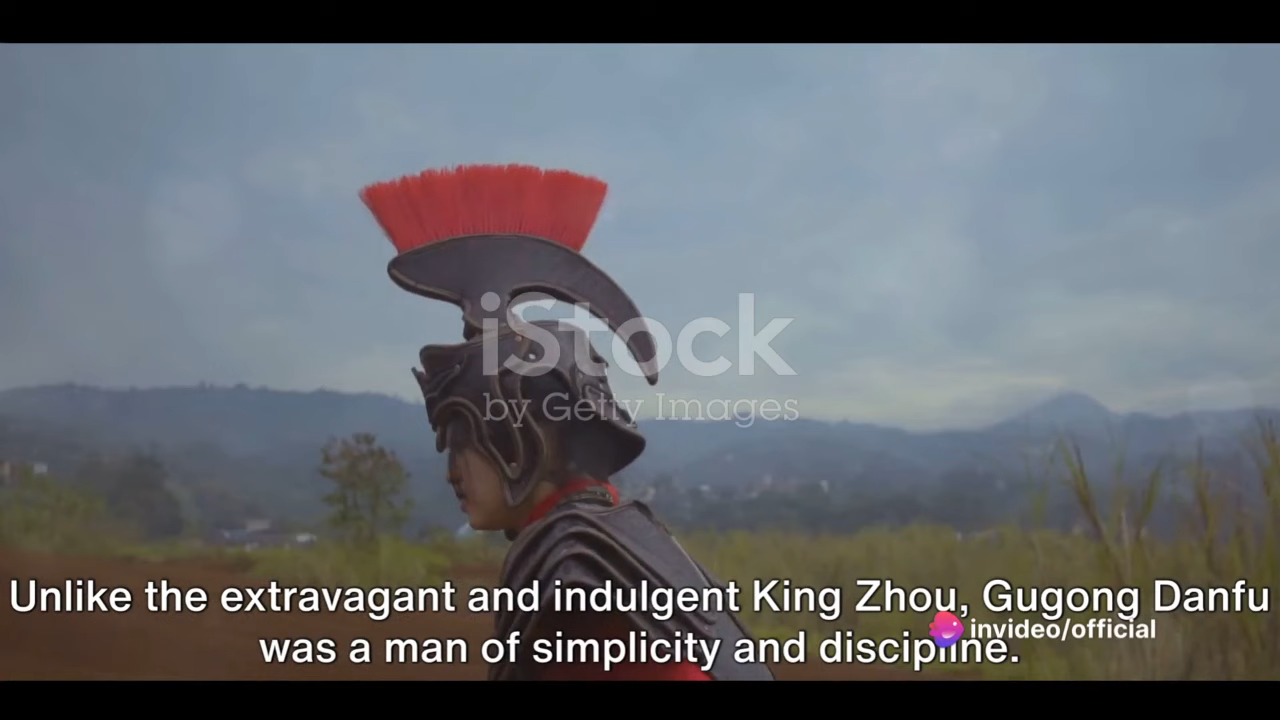 iStock
by Getty Images
Unlike the extravagant and indulgent King Zhou, Gugong Danfu
was a man of simplicity and discipline.
invideo/official